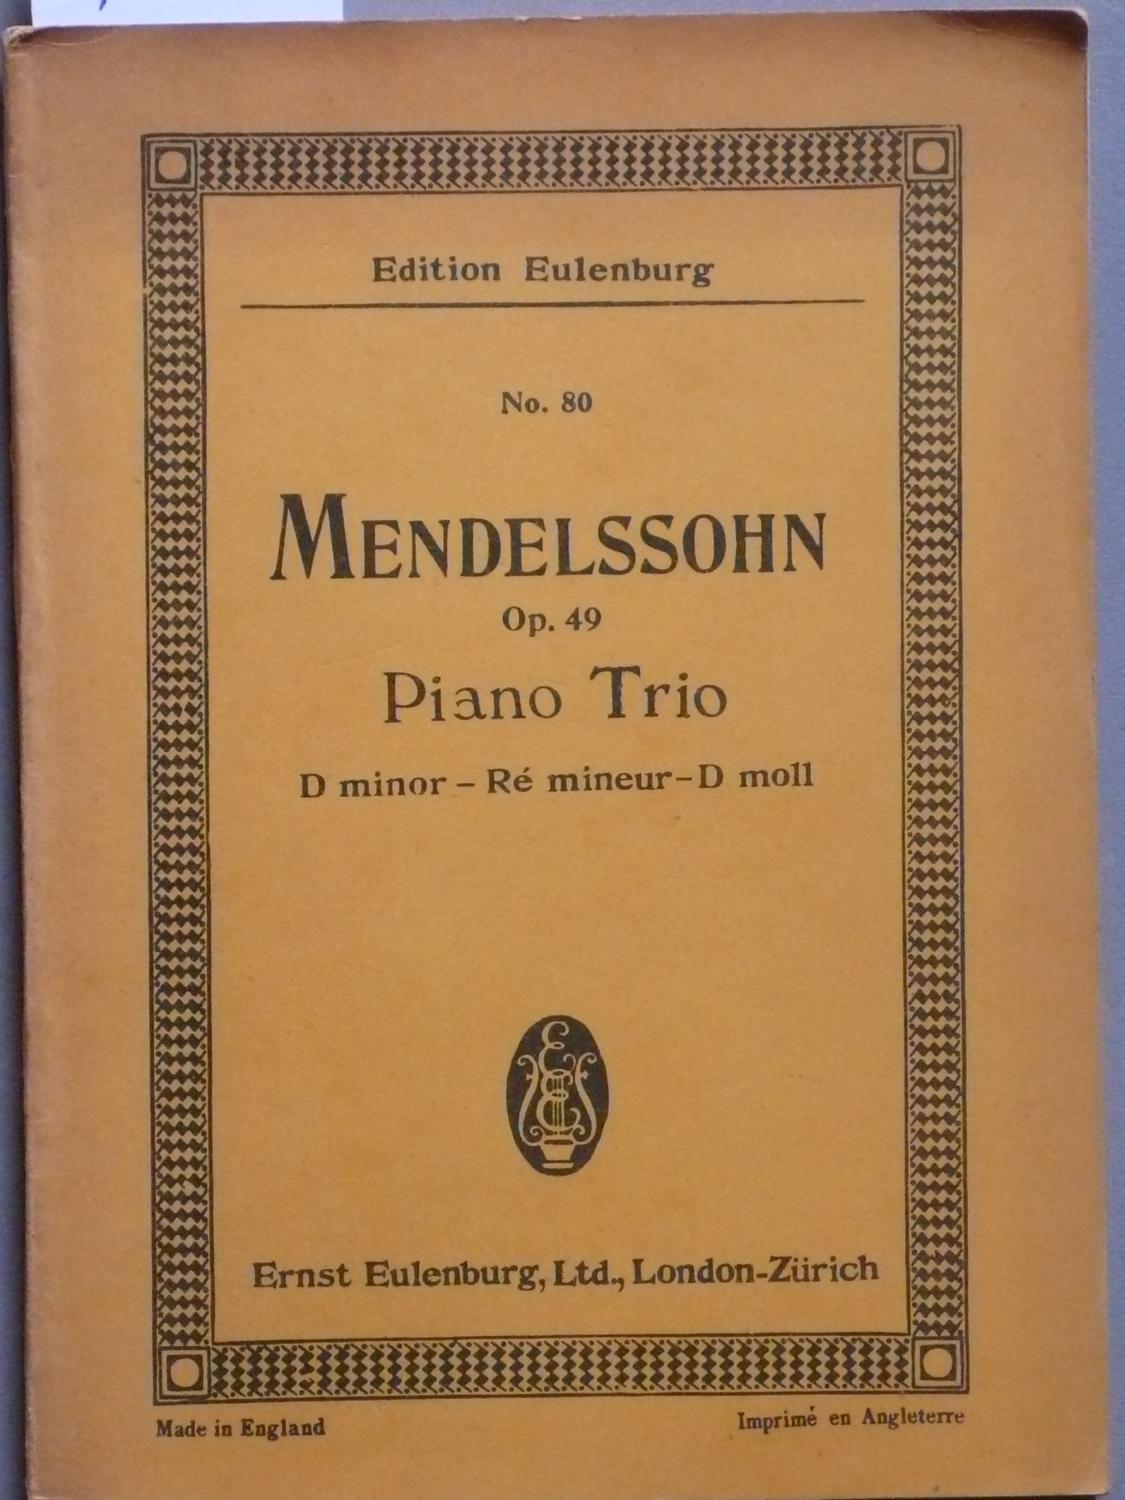 Edition Eulenburg
No. 80
MENDELSSOHN
Op. 49
Piano Trio
D minor – Ré mineur – D moll
Ernst Eulenburg, Ltd., London-Zürich
Made in England
Imprimé en Angleterre